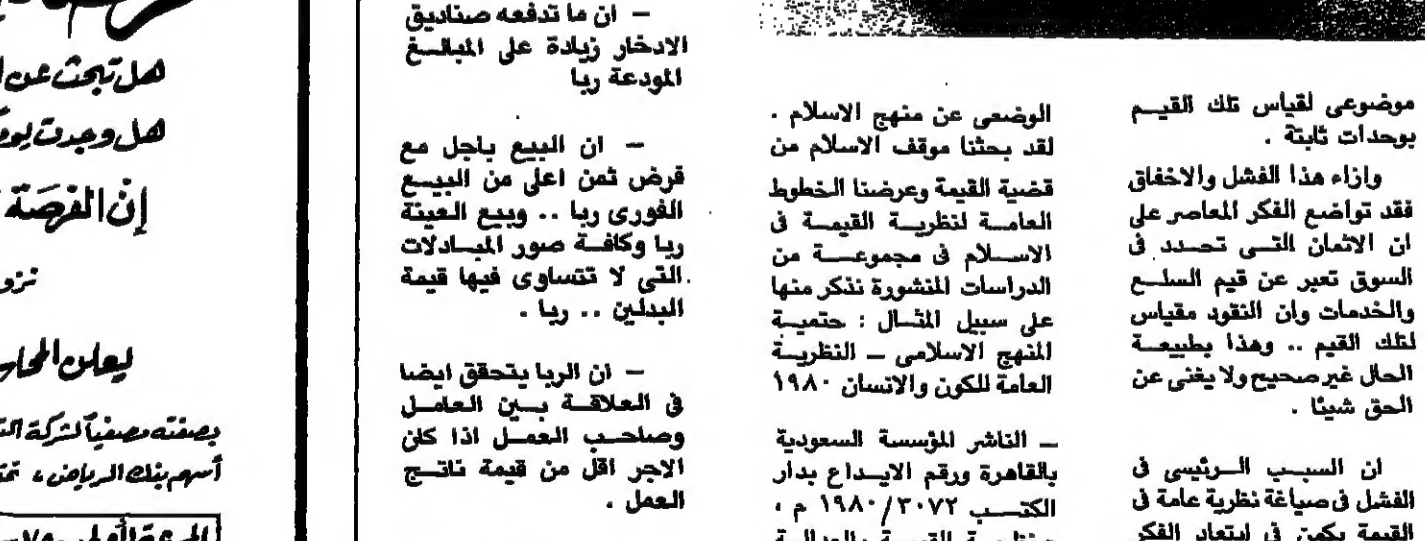 موضوعى لقياس تلك القيم
بوحدات ثابتة .
وازاء هذا الفشل والاخفاق
فقد تواضع الفكر المعاصر على
ان الاثمان التى تحدد فى
السوق تعبر عن قيم السلع
والخدمات وان النقود مقياس
لتلك القيم .. وهذا بطبيعة
الحال غير صحيح ولا يغنى عن
الحق شيئا .
ان السبب الرئيسى فى
الفشل فى صياغة نظرية عامة فى
القيمة يكمن فى ابتعاد الفكر
الوضعى عن منهج الاسلام .
لقد بحثنا موقف الاسلام من
قضية القيمة وعرضنا الخطوط
العامة لنظرية القيمة فى
الاسلام فى مجموعة من
الدراسات المنشورة نذكر منها
على سبيل المثال : حتمية
المنهج الاسلامى ــ النظرية
العامة للكون والانسان ١٩٨٠
ــ الناشر المؤسسة السعودية
بالقاهرة ورقم الايداع بدار
الكتب ١٩٨٠/٣٠٧٢ م ،
– ان ما تدفعه صناديق
الادخار زيادة على المبالغ
المودعة ربا
– ان البيع باجل مع
فرض ثمن اعلى من البيع
الفورى ربا .. وبيع العينة
ربا وكافة صور المبادلات
التى لا تتساوى فيها قيمة
البدلين .. ربا .
– ان الربا يتحقق ايضا
فى العلاقة بين العامل
وصاحب العمل اذا كان
الاجر اقل من قيمة ناتج
العمل .
هل تبحث عن
هل وجدت
إن الفرصة
يعلن
بصفته مصفياً لشركة
أسهم بنك الرياض ،